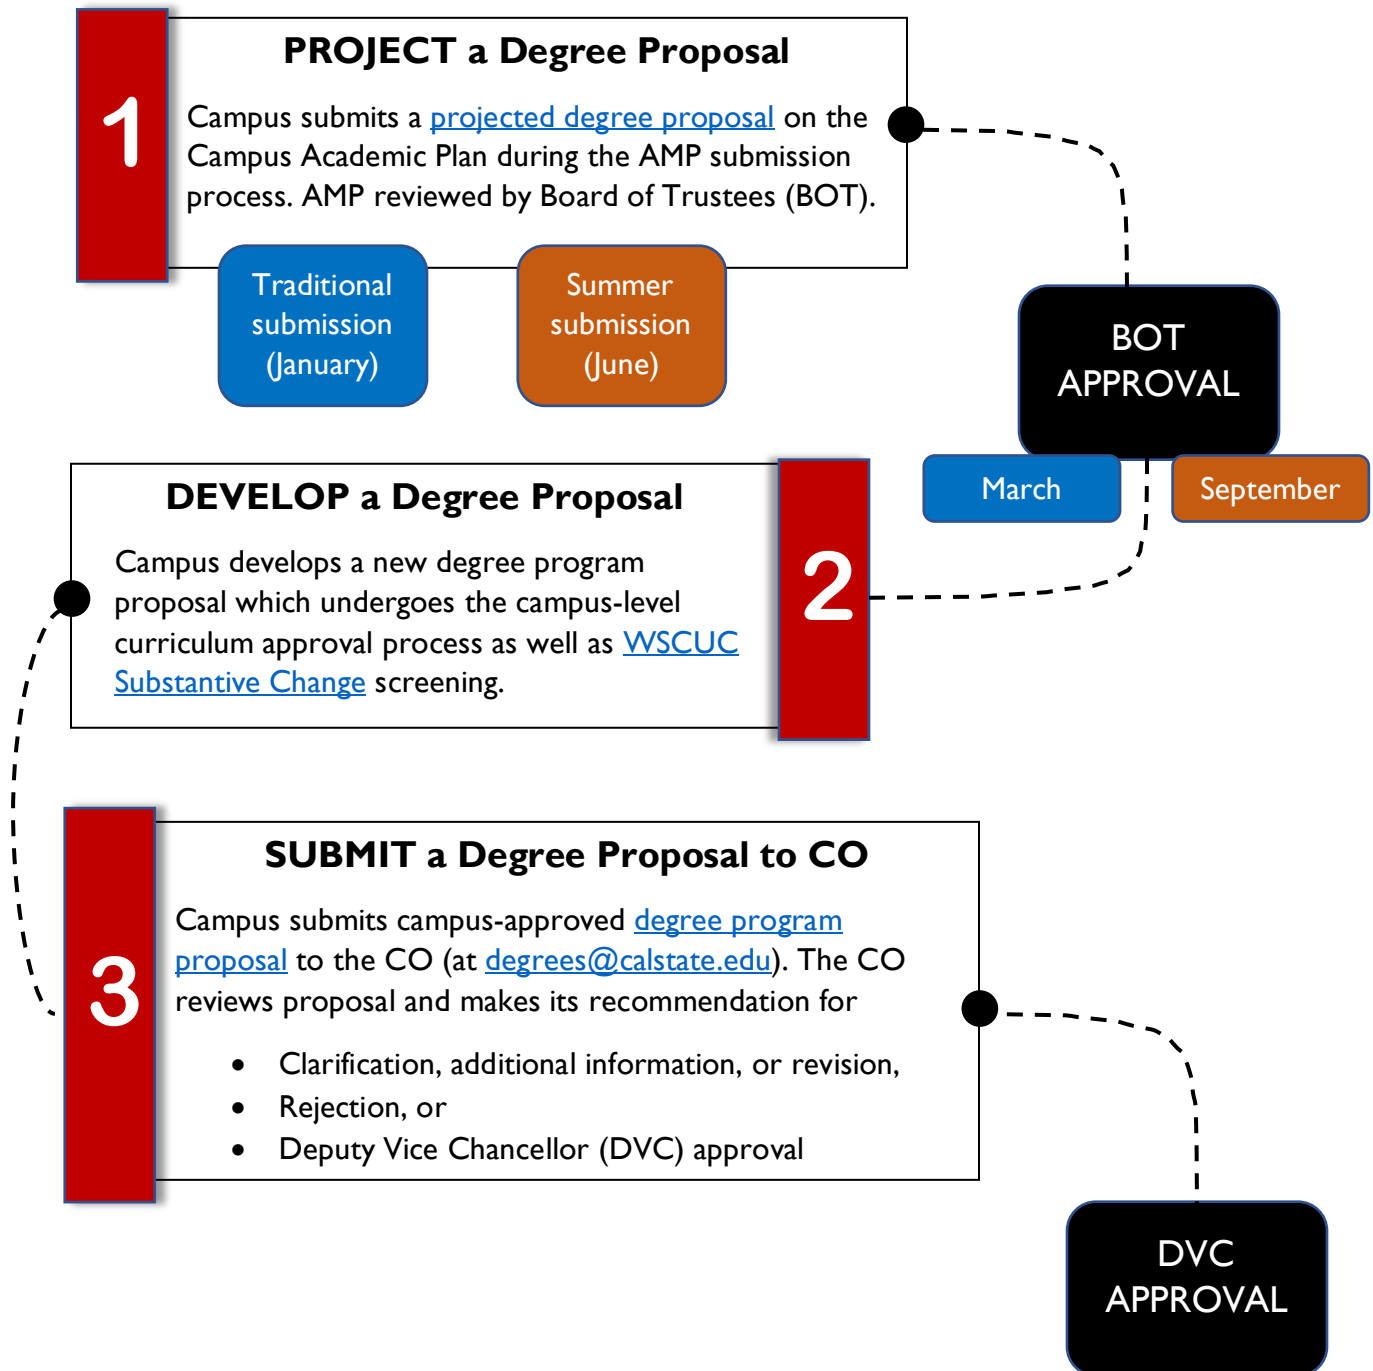 1
PROJECT a Degree Proposal
Campus submits a projected degree proposal on the
Campus Academic Plan during the AMP submission
process. AMP reviewed by Board of Trustees (BOT).
Traditional
submission
(January)
Summer
submission
(June)
BOT
APPROVAL
March
September
2
DEVELOP a Degree Proposal
Campus develops a new degree program
proposal which undergoes the campus-level
curriculum approval process as well as WSCUC
Substantive Change screening.
3
SUBMIT a Degree Proposal to CO
Campus submits campus-approved degree program
proposal to the CO (at degrees@calstate.edu). The CO
reviews proposal and makes its recommendation for
• Clarification, additional information, or revision,
• Rejection, or
• Deputy Vice Chancellor (DVC) approval
DVC
APPROVAL